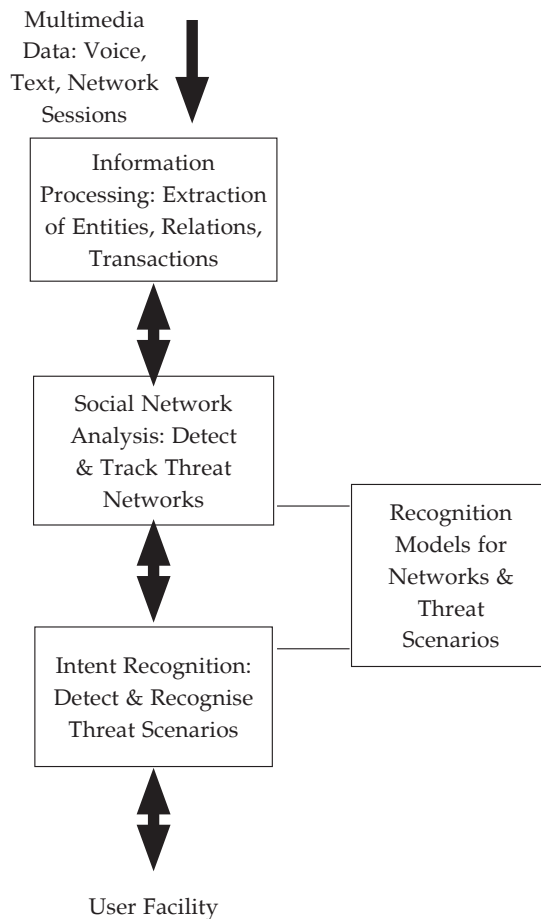 Multimedia
Data: Voice,
Text, Network
Sessions
Information
Processing: Extraction
of Entities, Relations,
Transactions
Social Network
Analysis: Detect
& Track Threat
Networks
Recognition
Models for
Networks &
Threat
Scenarios
Intent Recognition:
Detect & Recognise
Threat Scenarios
User Facility